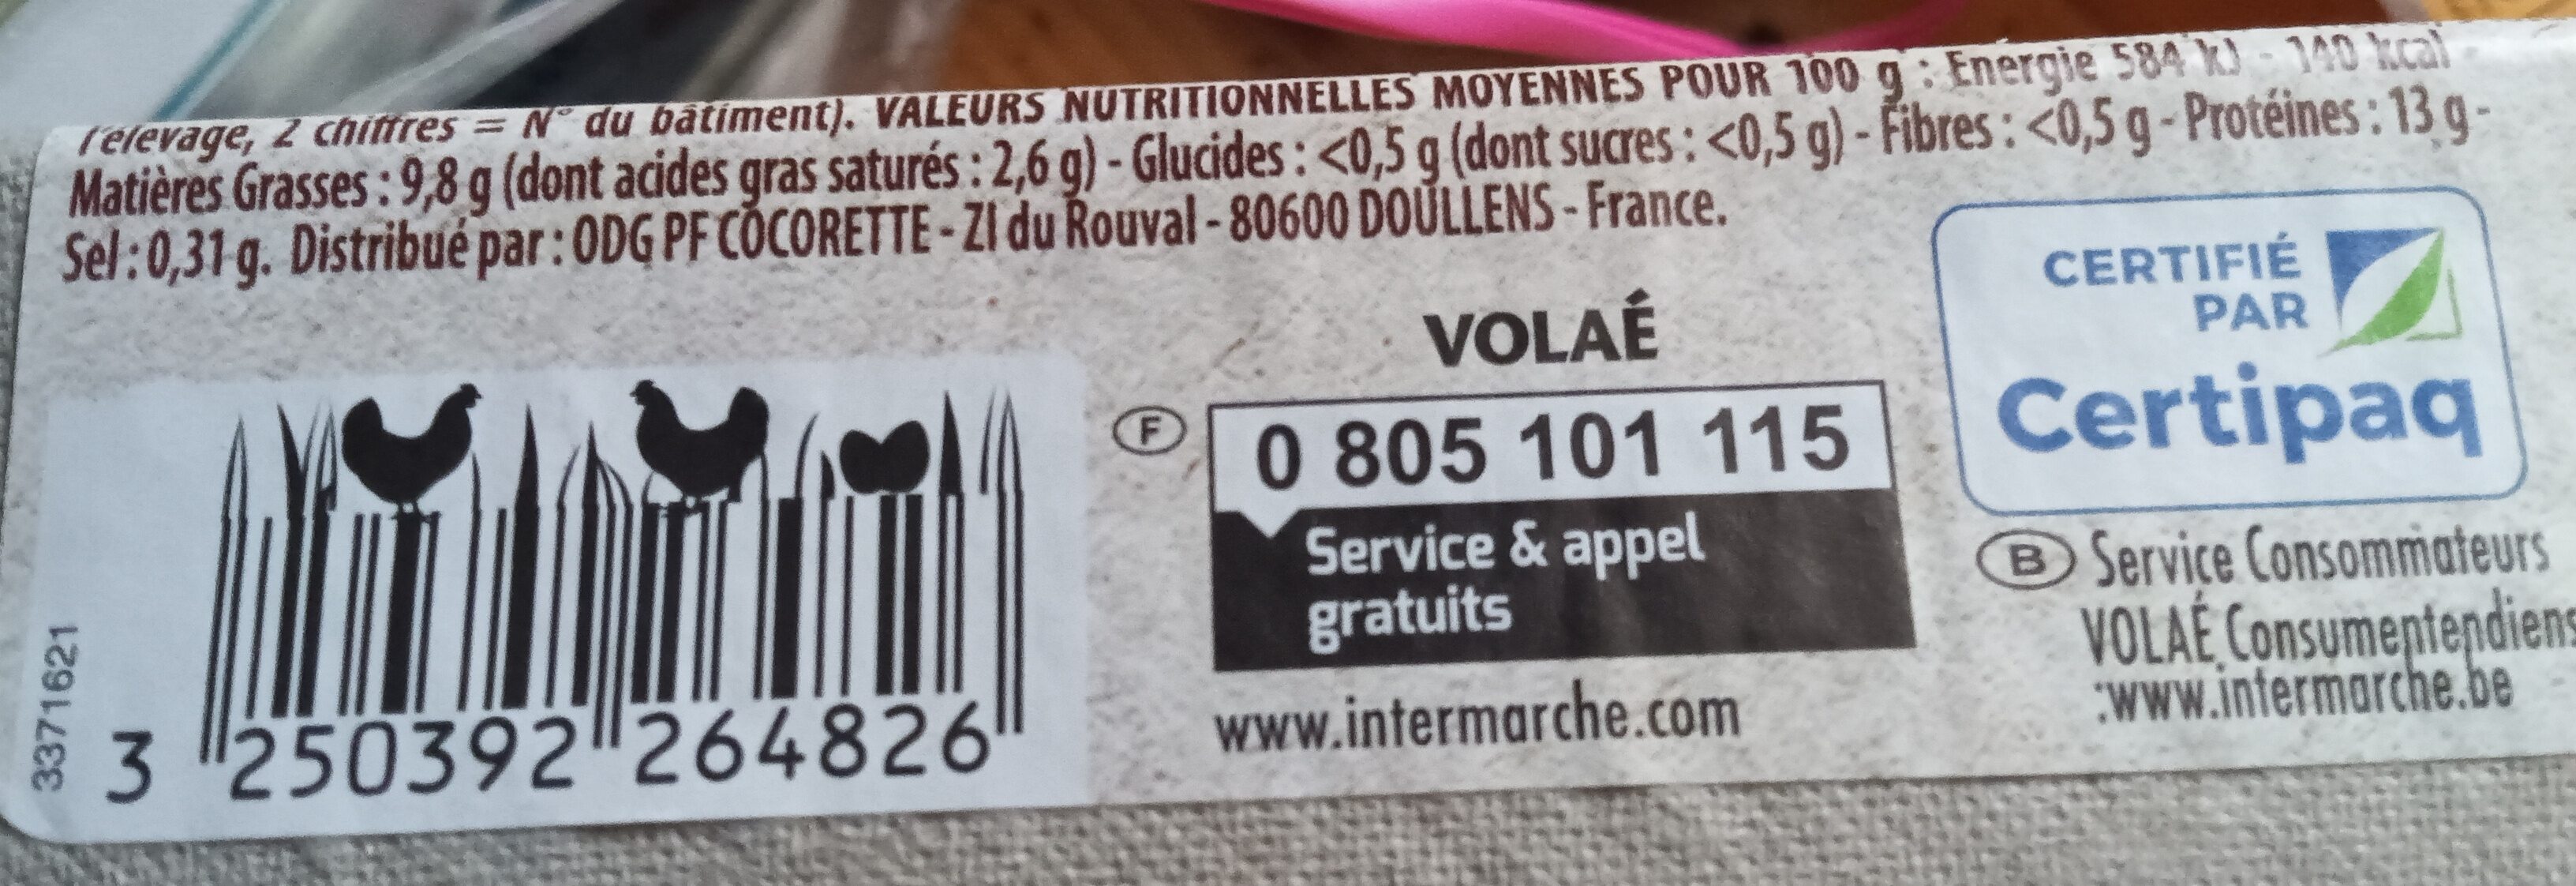 l'élevage, 2 chiffres = N° du bâtiment). VALEURS NUTRITIONNELLES MOYENNES POUR 100 g : Energie 584 kJ - 140 kcal -
Matières Grasses : 9,8 g (dont acides gras saturés : 2,6 g) - Glucides : <0,5 g (dont sucres : <0,5 g) - Fibres : <0,5 g - Protéines : 13 g -
Sel : 0,31 g. Distribué par : ODG PF COCORETTE - ZI du Rouval - 80600 DOULLENS - France.
CERTIFIÉ
PAR
Certipaq
VOLAÉ
F
0 805 101 115
Service & appel
gratuits
www.intermarche.com
B Service Consommateurs
VOLAÉ Consumentendiens
:www.intermarche.be
3371621
3 250392 264826